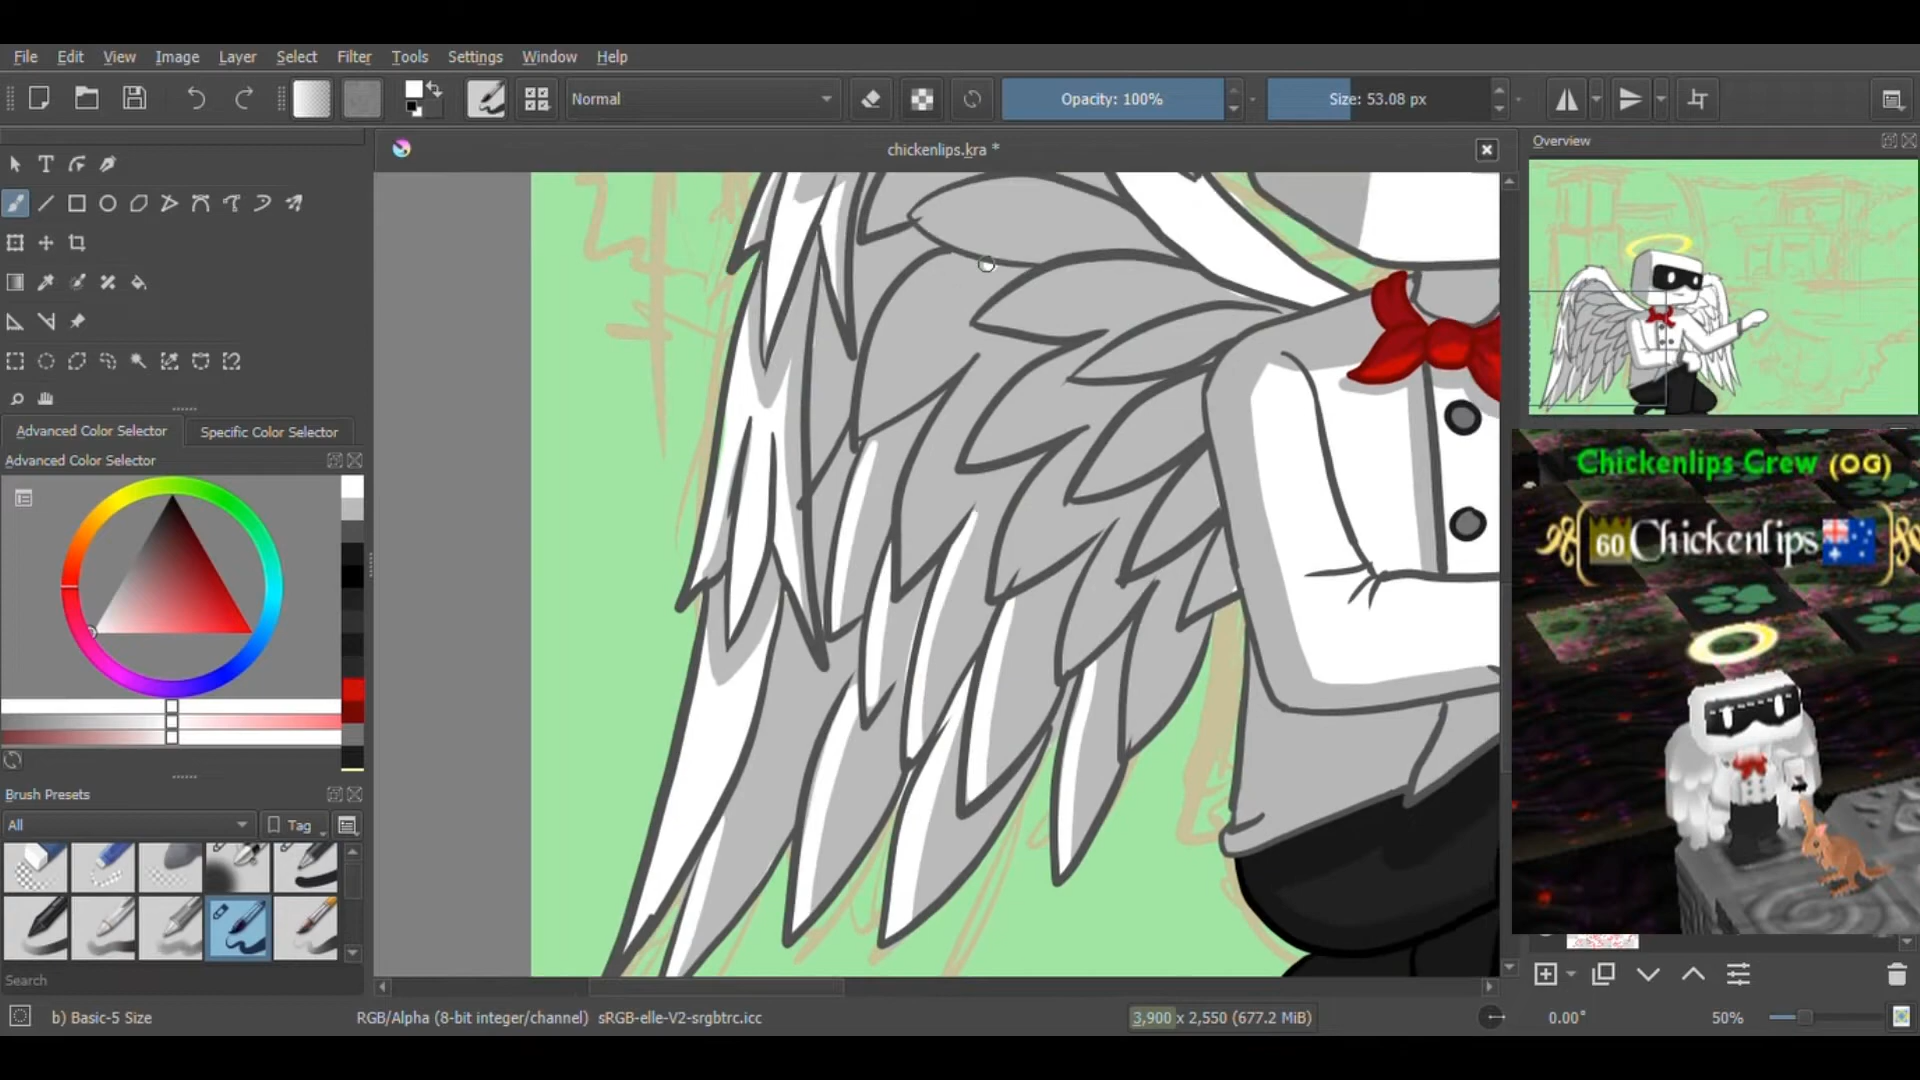 File Edit View Image Layer Select Filter Tools Settings Window Help
Normal
Opacity: 100%
Size: 53.08 px
chickenlips.kra *
Overview
Advanced Color Selector
Specific Color Selector
Advanced Color Selector
Chickenlips Crew (OG)
60 Chickenlips
Brush Presets
All
Tag
Search
b) Basic-5 Size
RGB/Alpha (8-bit integer/channel) sRGB-elle-V2-srgbtrc.icc
3,900 x 2,550 (677.2 MiB)
0.00°
50%